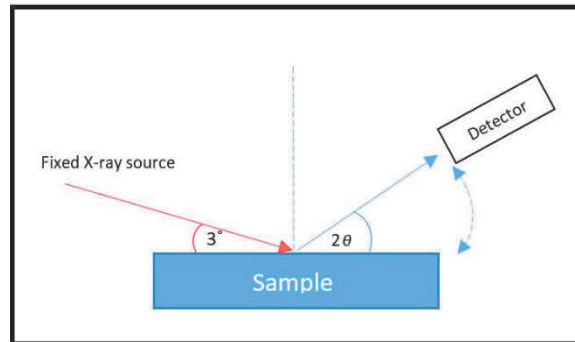 Detector
Fixed X-ray source
3°
2θ
Sample